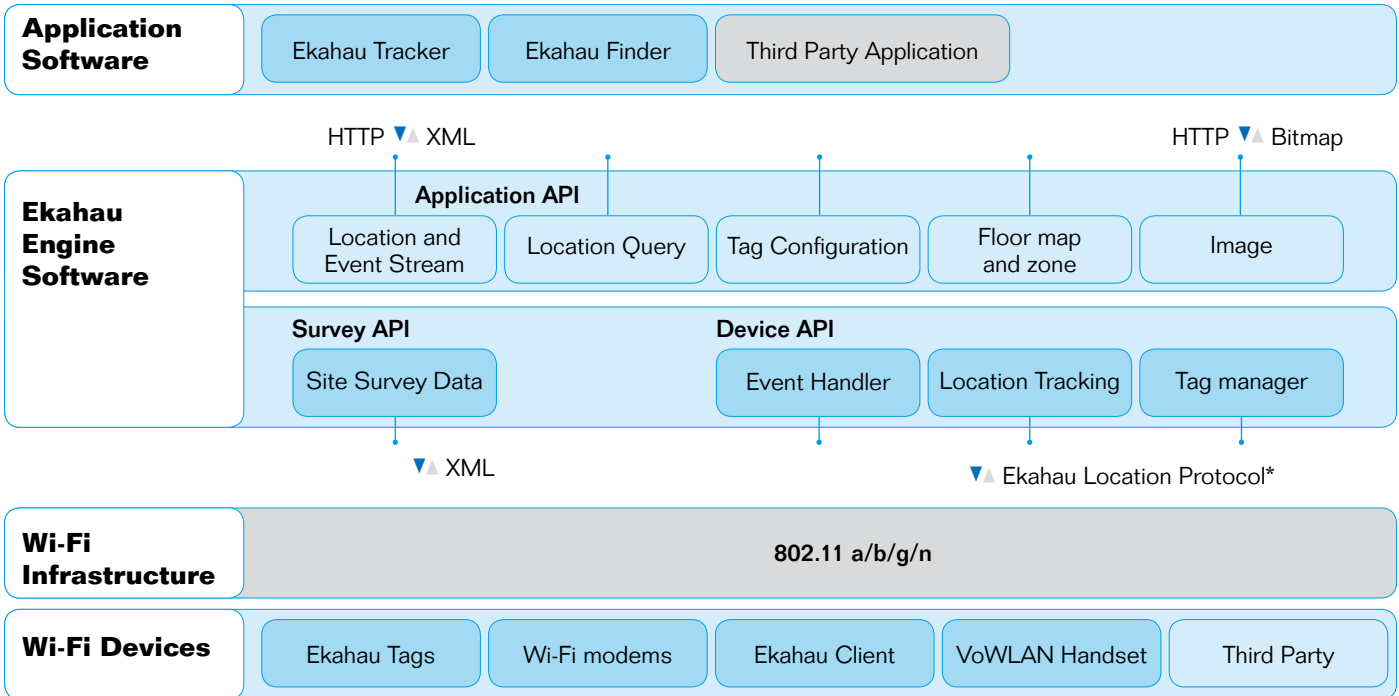 Application
Software
Ekahau Tracker
Ekahau Finder
Third Party Application
HTTP XML
HTTP Bitmap
Ekahau
Engine
Software
Application API
Location and
Event Stream
Location Query
Tag Configuration
Floor map
and zone
Image
Survey API
Device API
Site Survey Data
Event Handler
Location Tracking
Tag manager
XML
Ekahau Location Protocol*
Wi-Fi
Infrastructure
802.11 a/b/g/n
Wi-Fi Devices
Ekahau Tags
Wi-Fi modems
Ekahau Client
VoWLAN Handset
Third Party